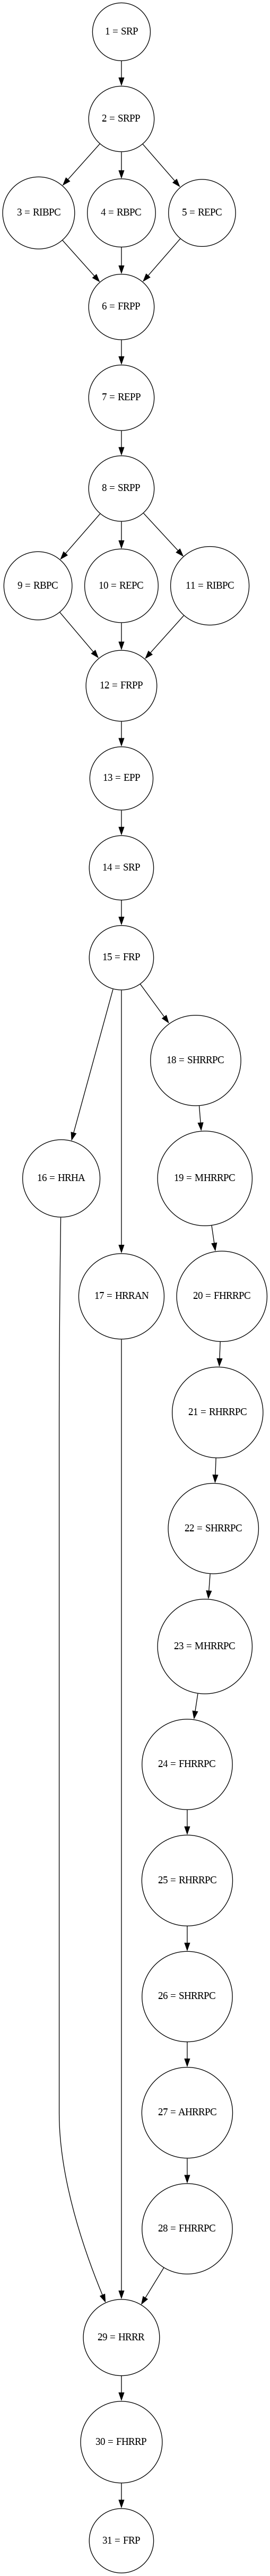 1 = SRP
2 = SRPP
3 = RIBPC
4 = RBPC
5 = REPC
6 = FRPP
7 = REPP
8 = SRPP
9 = RBPC
10 = REPC
11 = RIBPC
12 = FRPP
13 = EPP
14 = SRP
15 = FRP
18 = SHRRPC
16 = HRHA
19 = MHRRPC
17 = HRRAN
20 = FHRRPC
21 = RHRRPC
22 = SHRRPC
23 = MHRRPC
24 = FHRRPC
25 = RHRRPC
26 = SHRRPC
27 = AHRRPC
28 = FHRRPC
29 = HRRR
30 = FHRRP
31 = FRP